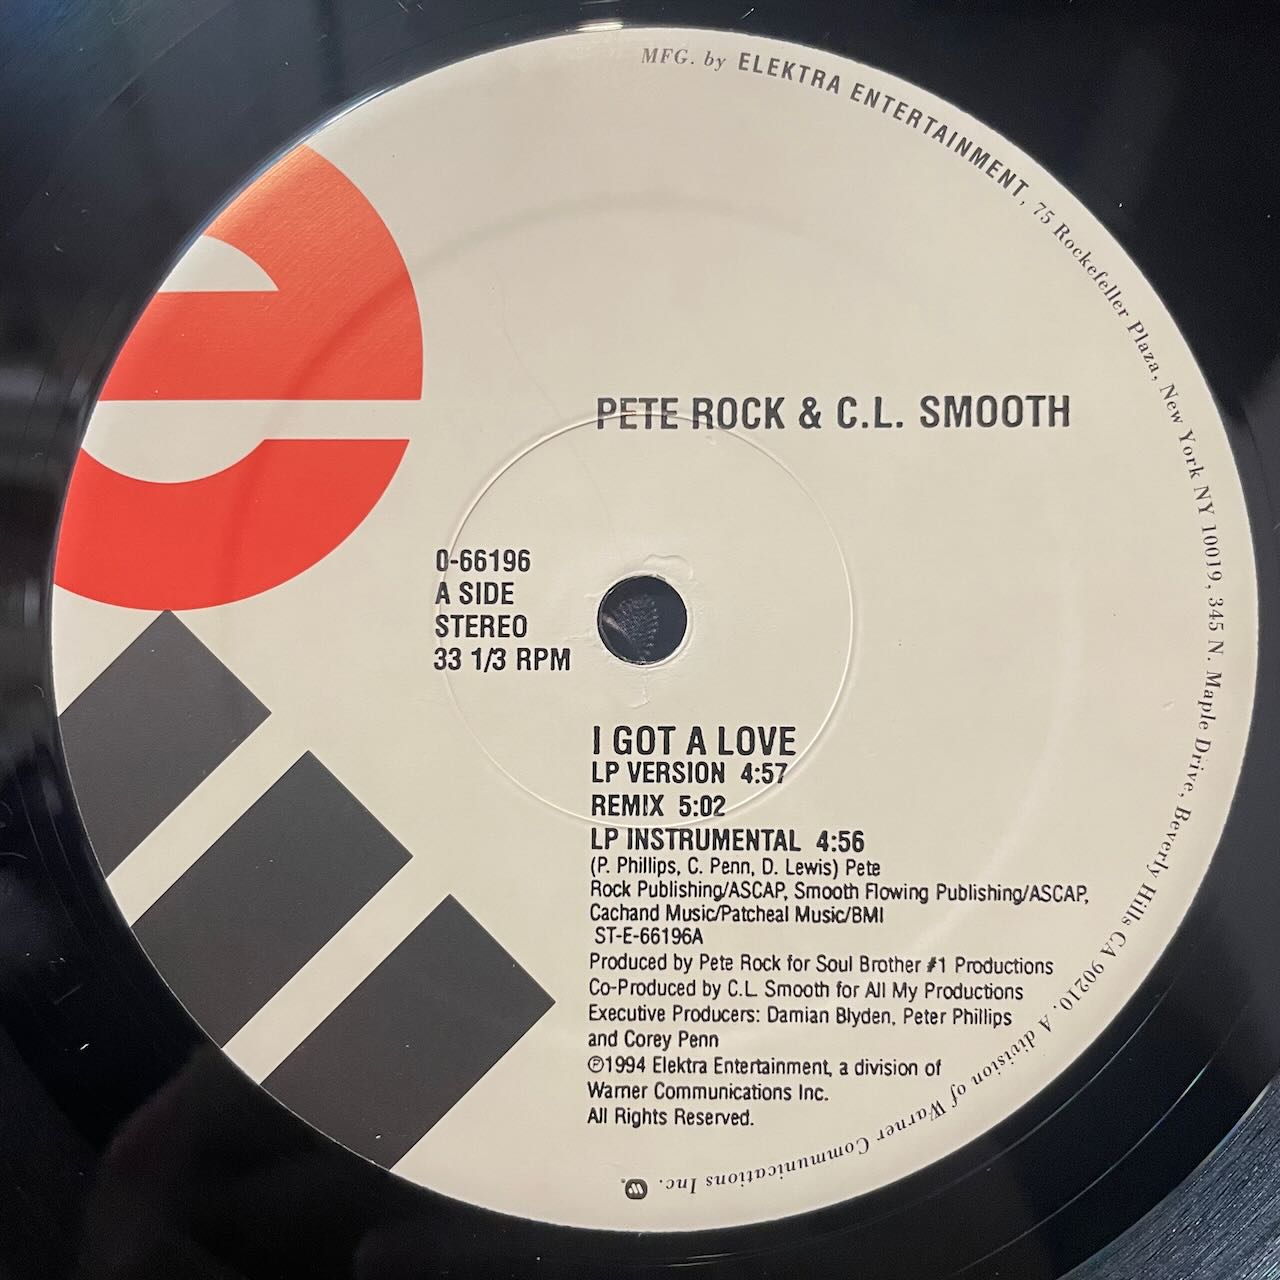 MFG. by ELEKTRA ENTERTAINMENT, 75 Rockefeller Plaza, New York NY 10019, 345 N. Maple Drive, Beverly Hills CA 90210. A division of Warner Communications Inc.
e
PETE ROCK & C.L. SMOOTH
0-66196
A SIDE
STEREO
33 1/3 RPM
I GOT A LOVE
LP VERSION 4:57
REMIX 5:02
LP INSTRUMENTAL 4:56
(P. Phillips, C. Penn, D. Lewis) Pete
Rock Publishing/ASCAP, Smooth Flowing Publishing/ASCAP,
Cachand Music/Patcheal Music/BMI
ST-E-66196A
Produced by Pete Rock for Soul Brother #1 Productions
Co-Produced by C.L. Smooth for All My Productions
Executive Producers: Damian Blyden, Peter Phillips
and Corey Penn
℗1994 Elektra Entertainment, a division of
Warner Communications Inc.
All Rights Reserved.